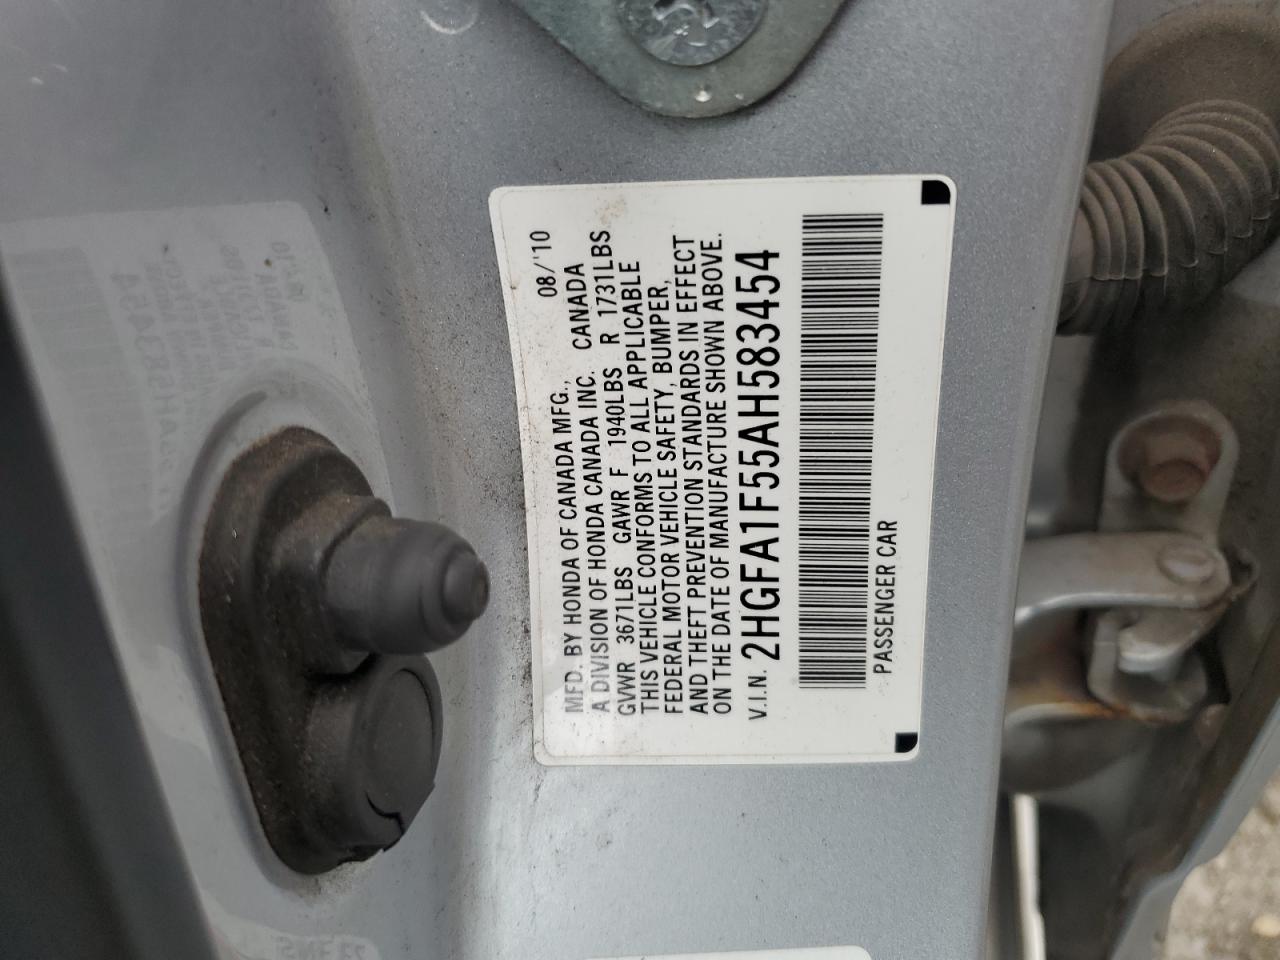 08/'10
MFD. BY HONDA OF CANADA MFG.,
A DIVISION OF HONDA CANADA INC. CANADA
GVWR 3671LBS GAWR F 1940LBS R 1731LBS
THIS VEHICLE CONFORMS TO ALL APPLICABLE
FEDERAL MOTOR VEHICLE SAFETY, BUMPER,
AND THEFT PREVENTION STANDARDS IN EFFECT
ON THE DATE OF MANUFACTURE SHOWN ABOVE.
V.I.N. 2HGFA1F55AH583454
PASSENGER CAR